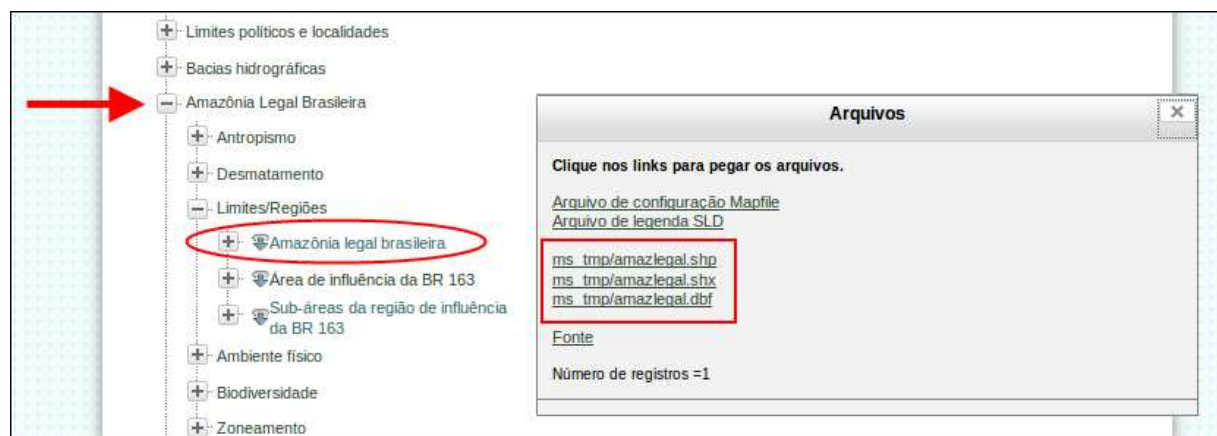 Limites políticos e localidades
Bacias hidrográficas
Amazônia Legal Brasileira
Antropismo
Desmatamento
Limites/Regiões
Amazônia legal brasileira
Área de influência da BR 163
Sub-áreas da região de influência
da BR 163
Ambiente físico
Biodiversidade
Zoneamento
Arquivos
Clique nos links para pegar os arquivos.
Arquivo de configuração Mapfile
Arquivo de legenda SLD
ms_tmp/amazlegal.shp
ms_tmp/amazlegal.shx
ms_tmp/amazlegal.dbf
Fonte
Número de registros =1